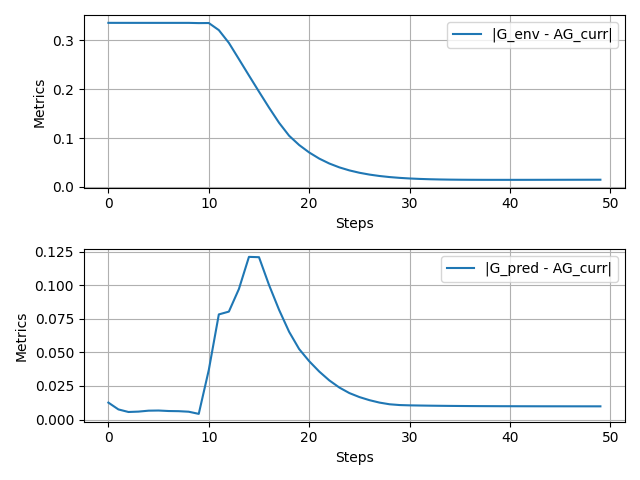 |G_env - AG_curr|
Metrics
0.3
0.2
0.1
0.0
0 10 20 30 40 50
Steps
|G_pred - AG_curr|
Metrics
0.125
0.100
0.075
0.050
0.025
0.000
0 10 20 30 40 50
Steps